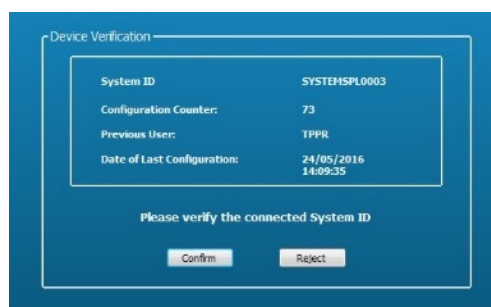 Device Verification
System ID SYSTEMSPL0003
Configuration Counter: 73
Previous User: TPPR
Date of Last Configuration: 24/05/2016
14:09:35
Please verify the connected System ID
Confirm Reject